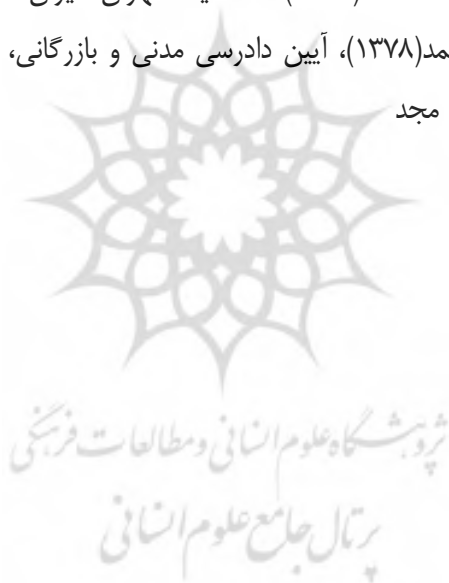 مد(۱۳۷۸)، آیین دادرسی مدنی و بازرگانی،
مجد
پژوهشگاه علوم انسانی و مطالعات فرهنگی
پرتال جامع علوم انسانی